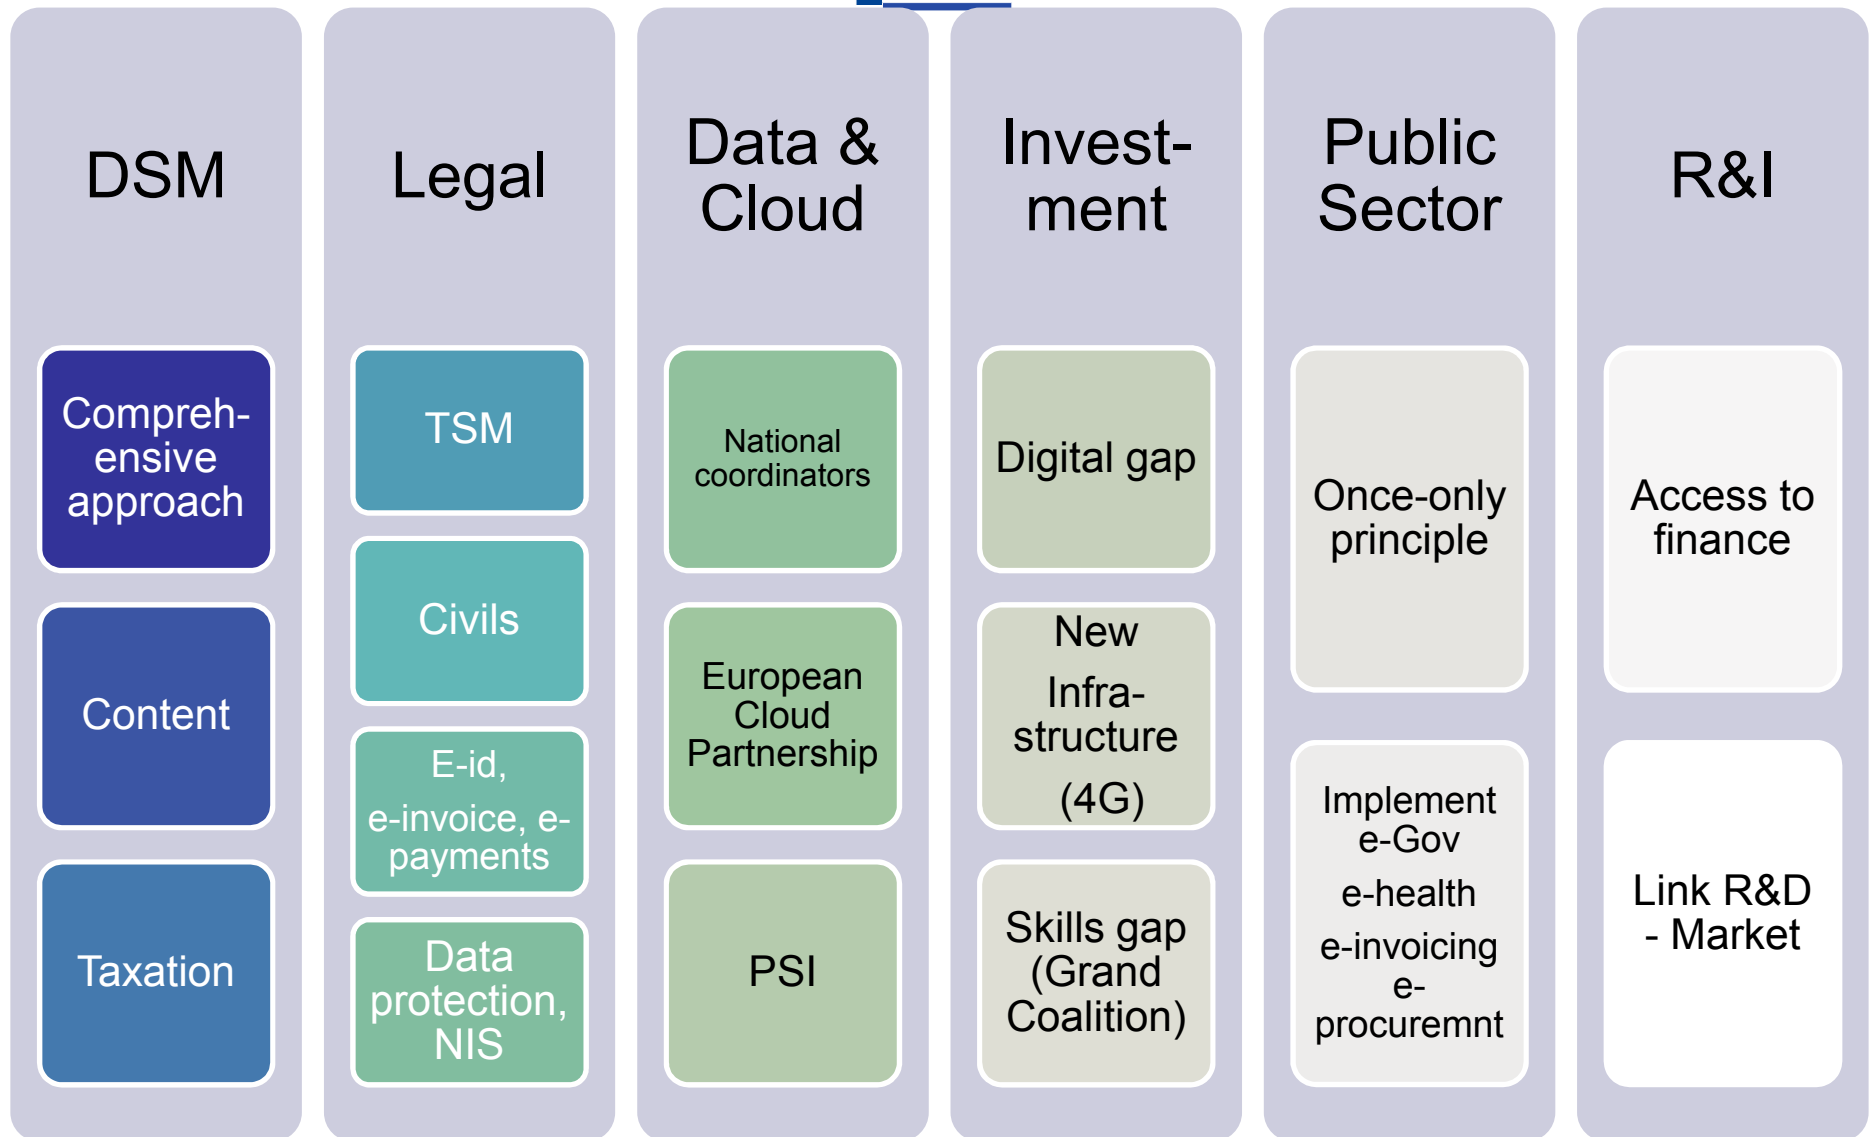 DSM
Compreh-
ensive
approach
Content
Taxation
Legal
TSM
Civils
E-id,
e-invoice, e-
payments
Data
protection,
NIS
Data &
Cloud
National
coordinators
European
Cloud
Partnership
PSI
Invest-
ment
Digital gap
New
Infra-
structure
(4G)
Skills gap
(Grand
Coalition)
Public
Sector
Once-only
principle
Implement
e-Gov
e-health
e-invoicing
e-
procuremnt
R&I
Access to
finance
Link R&D
- Market